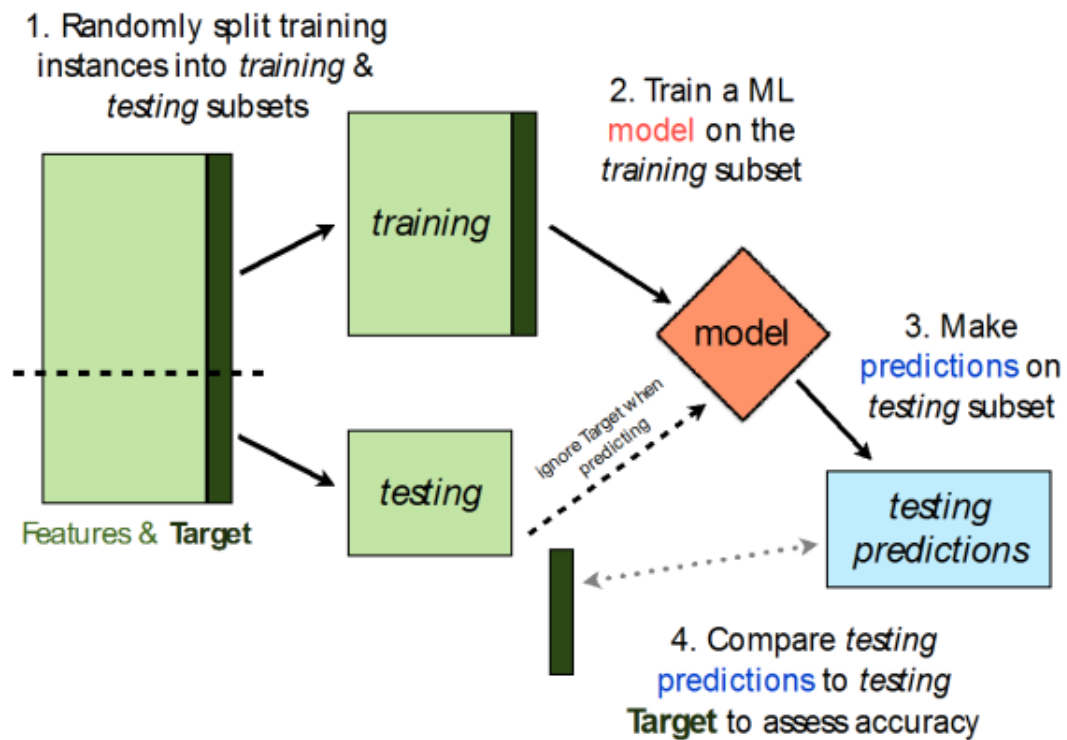 1. Randomly split training
instances into training &
testing subsets
2. Train a ML
model on the
training subset
training
model
3. Make
predictions on
testing subset
ignore Target when
predicting
testing
Features & Target
testing
predictions
4. Compare testing
predictions to testing
Target to assess accuracy